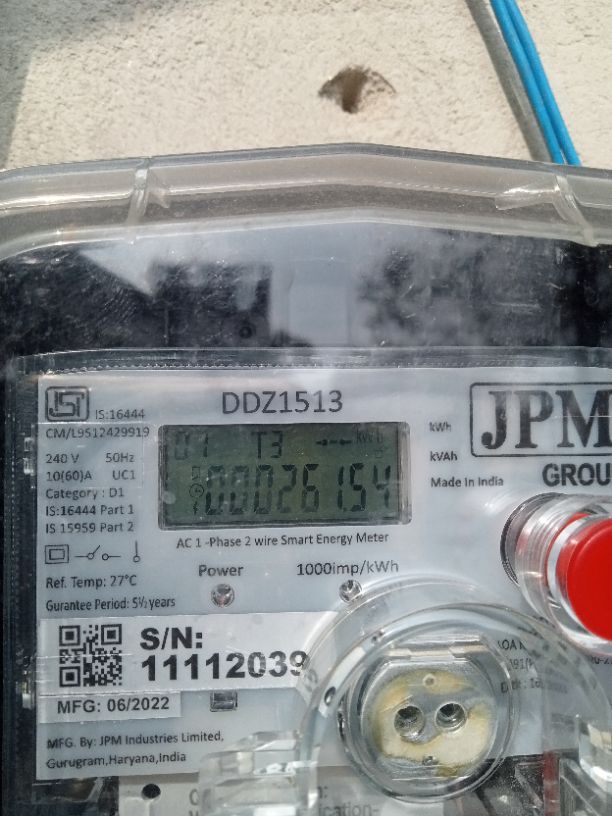 DDZ1513
ISI IS:16444
CM/L9512429919
240 V 50Hz
10(60)A UC1
Category : D1
IS:16444 Part 1
IS 15959 Part 2
Ref. Temp: 27°C
Gurantee Period: 5½ years
01 T3 kWh
00026154
kWh
kVAh
Made in India
JPM
GROU
AC 1 -Phase 2 wire Smart Energy Meter
Power 1000imp/kWh
S/N:
11112039
MFG: 06/2022
MFG. By: JPM Industries Limited,
Gurugram,Haryana,India